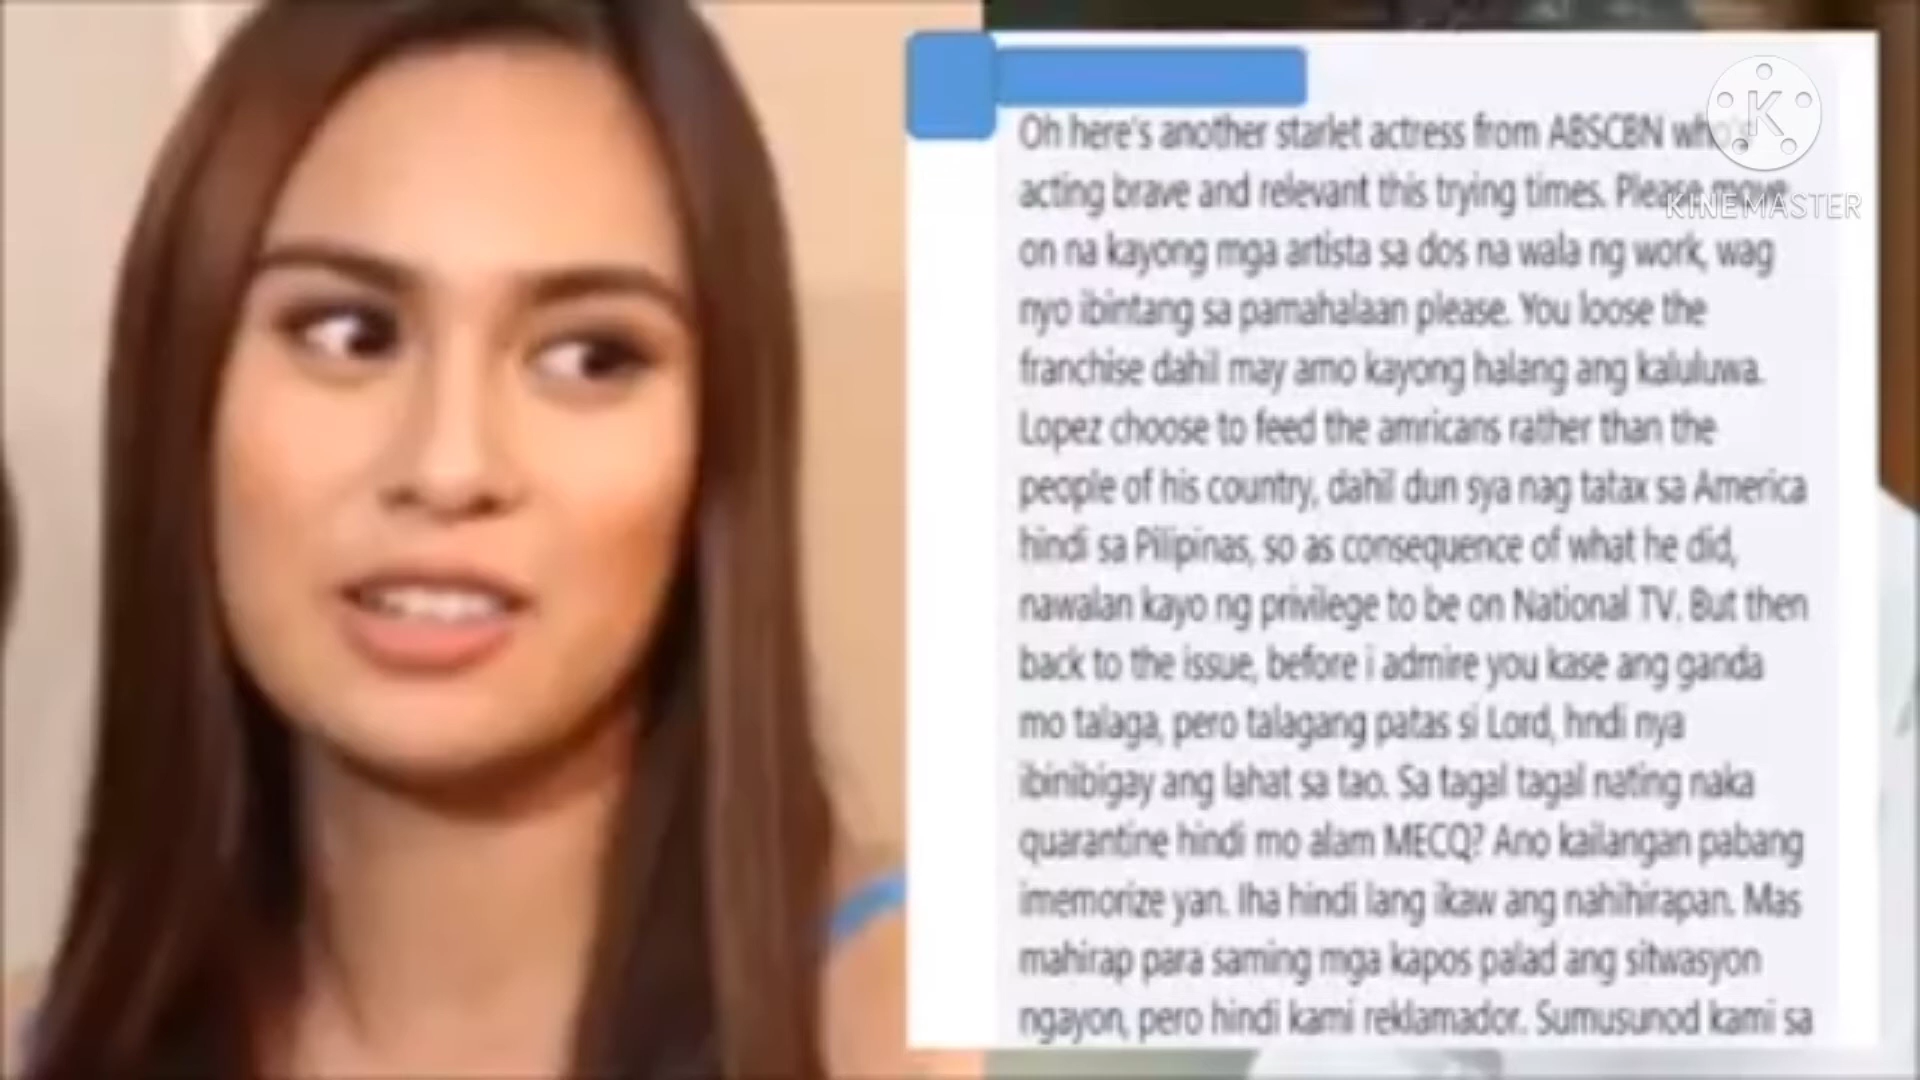 Oh here's another starlet actress from ABSCBN who's
acting brave and relevant this trying times. Please move
on na kayong mga artista sa dos na wala ng work, wag
nyo ibintang sa pamahalaan please. You loose the
franchise dahil may amo kayong halang ang kaluluwa.
Lopez choose to feed the amricans rather than the
people of his country, dahil dun sya nag tatax sa America
hindi sa Pilipinas, so as consequence of what he did,
nawalan kayo ng privilege to be on National TV. But then
back to the issue, before i admire you kase ang ganda
mo talaga, pero talagang patas si Lord, hndi nya
ibinibigay ang lahat sa tao. Sa tagal tagal nating naka
quarantine hindi mo alam MECQ? Ano kailangan pabang
imemorize yan. Iha hindi lang ikaw ang nahihirapan. Mas
mahirap para saming mga kapos palad ang sitwasyon
ngayon, pero hindi kami reklamador. Sumusunod kami sa
K
KINEMASTER